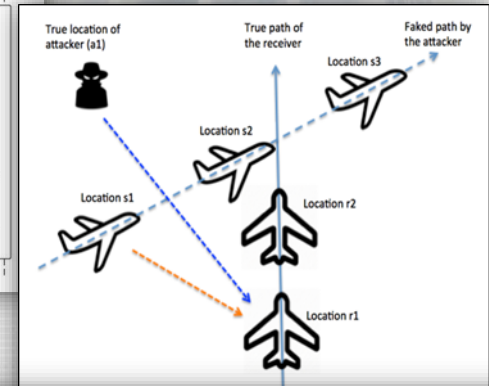 True location of
attacker (a1)
True path of
the receiver
Faked path by
the attacker
Location s3
Location s2
Location s1
Location r2
Location r1